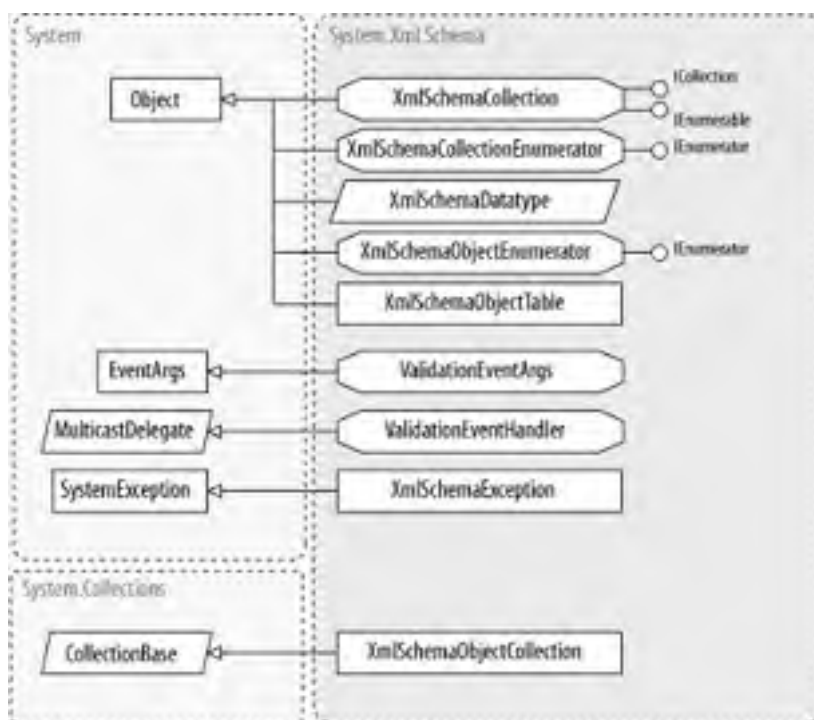 System
System.Xml.Schema
Object
XmlSchemaCollection
ICollection
IEnumerable
XmlSchemaCollectionEnumerator
IEnumerator
XmlSchemaDatatype
XmlSchemaObjectEnumerator
IEnumerator
XmlSchemaObjectTable
EventArgs
ValidationEventArgs
MulticastDelegate
ValidationEventHandler
SystemException
XmlSchemaException
System.Collections
CollectionBase
XmlSchemaObjectCollection